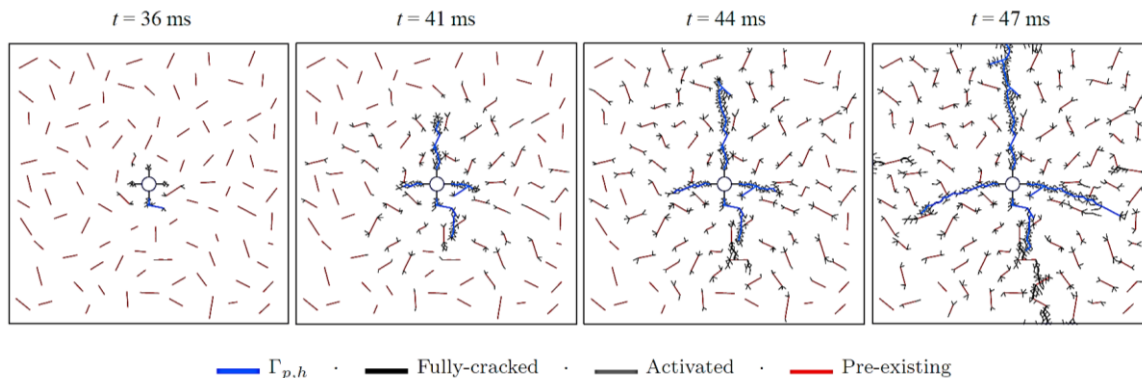 t = 36 ms t = 41 ms t = 44 ms t = 47 ms
Γp,h · Fully-cracked · Activated · Pre-existing